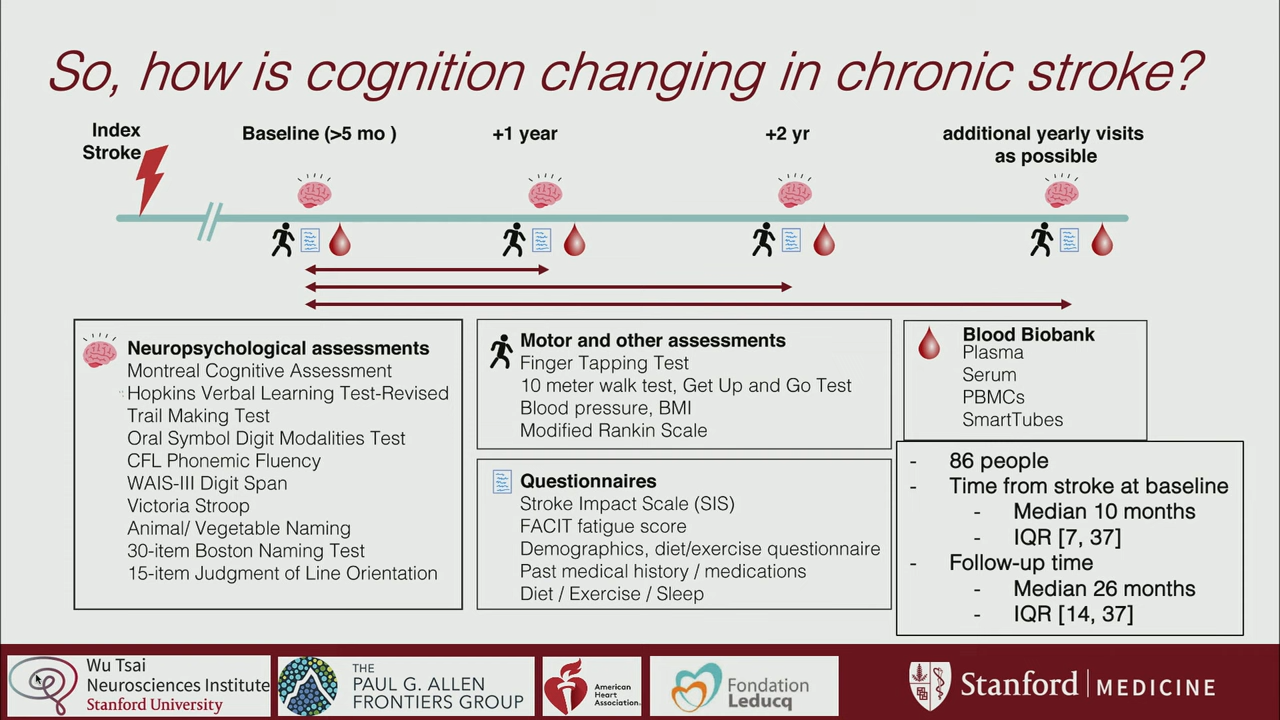 So, how is cognition changing in chronic stroke?
Index
Stroke
Baseline (>5 mo )
+1 year
+2 yr
additional yearly visits
as possible
Neuropsychological assessments
Montreal Cognitive Assessment
Hopkins Verbal Learning Test-Revised
Trail Making Test
Oral Symbol Digit Modalities Test
CFL Phonemic Fluency
WAIS-III Digit Span
Victoria Stroop
Animal/ Vegetable Naming
30-item Boston Naming Test
15-item Judgment of Line Orientation
Motor and other assessments
Finger Tapping Test
10 meter walk test, Get Up and Go Test
Blood pressure, BMI
Modified Rankin Scale
Questionnaires
Stroke Impact Scale (SIS)
FACIT fatigue score
Demographics, diet/exercise questionnaire
Past medical history / medications
Diet / Exercise / Sleep
Blood Biobank
Plasma
Serum
PBMCs
SmartTubes
- 86 people
- Time from stroke at baseline
- Median 10 months
- IQR [7, 37]
- Follow-up time
- Median 26 months
- IQR [14, 37]
Wu Tsai
Neurosciences Institute
Stanford University
THE
PAUL G. ALLEN
FRONTIERS GROUP
American
Heart
Association.
Fondation
Leducq
Stanford | MEDICINE